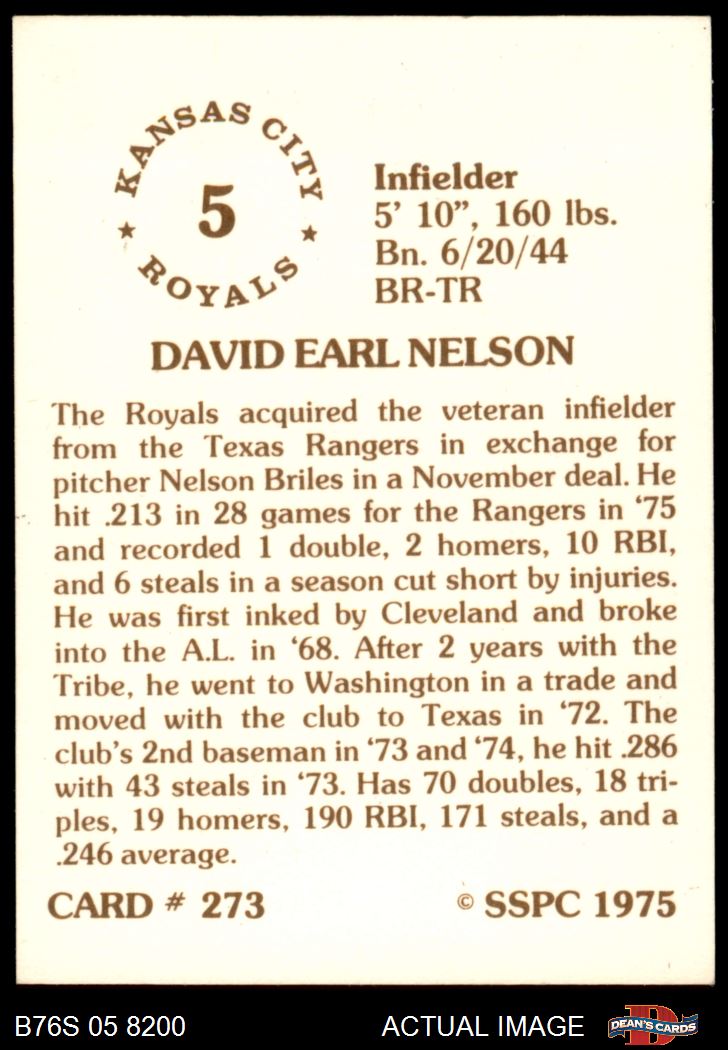 KANSAS CITY
5
ROYALS
Infielder
5' 10”, 160 lbs.
Bn. 6/20/44
BR-TR
DAVID EARL NELSON
The Royals acquired the veteran infielder
from the Texas Rangers in exchange for
pitcher Nelson Briles in a November deal. He
hit .213 in 28 games for the Rangers in ‘75
and recorded 1 double, 2 homers, 10 RBI,
and 6 steals in a season cut short by injuries.
He was first inked by Cleveland and broke
into the A.L. in ‘68. After 2 years with the
Tribe, he went to Washington in a trade and
moved with the club to Texas in ‘72. The
club's 2nd baseman in ‘73 and ‘74, he hit .286
with 43 steals in ‘73. Has 70 doubles, 18 tri-
ples, 19 homers, 190 RBI, 171 steals, and a
.246 average.
CARD # 273 © SSPC 1975
B76S 05 8200 ACTUAL IMAGE D DEAN'S CARDS